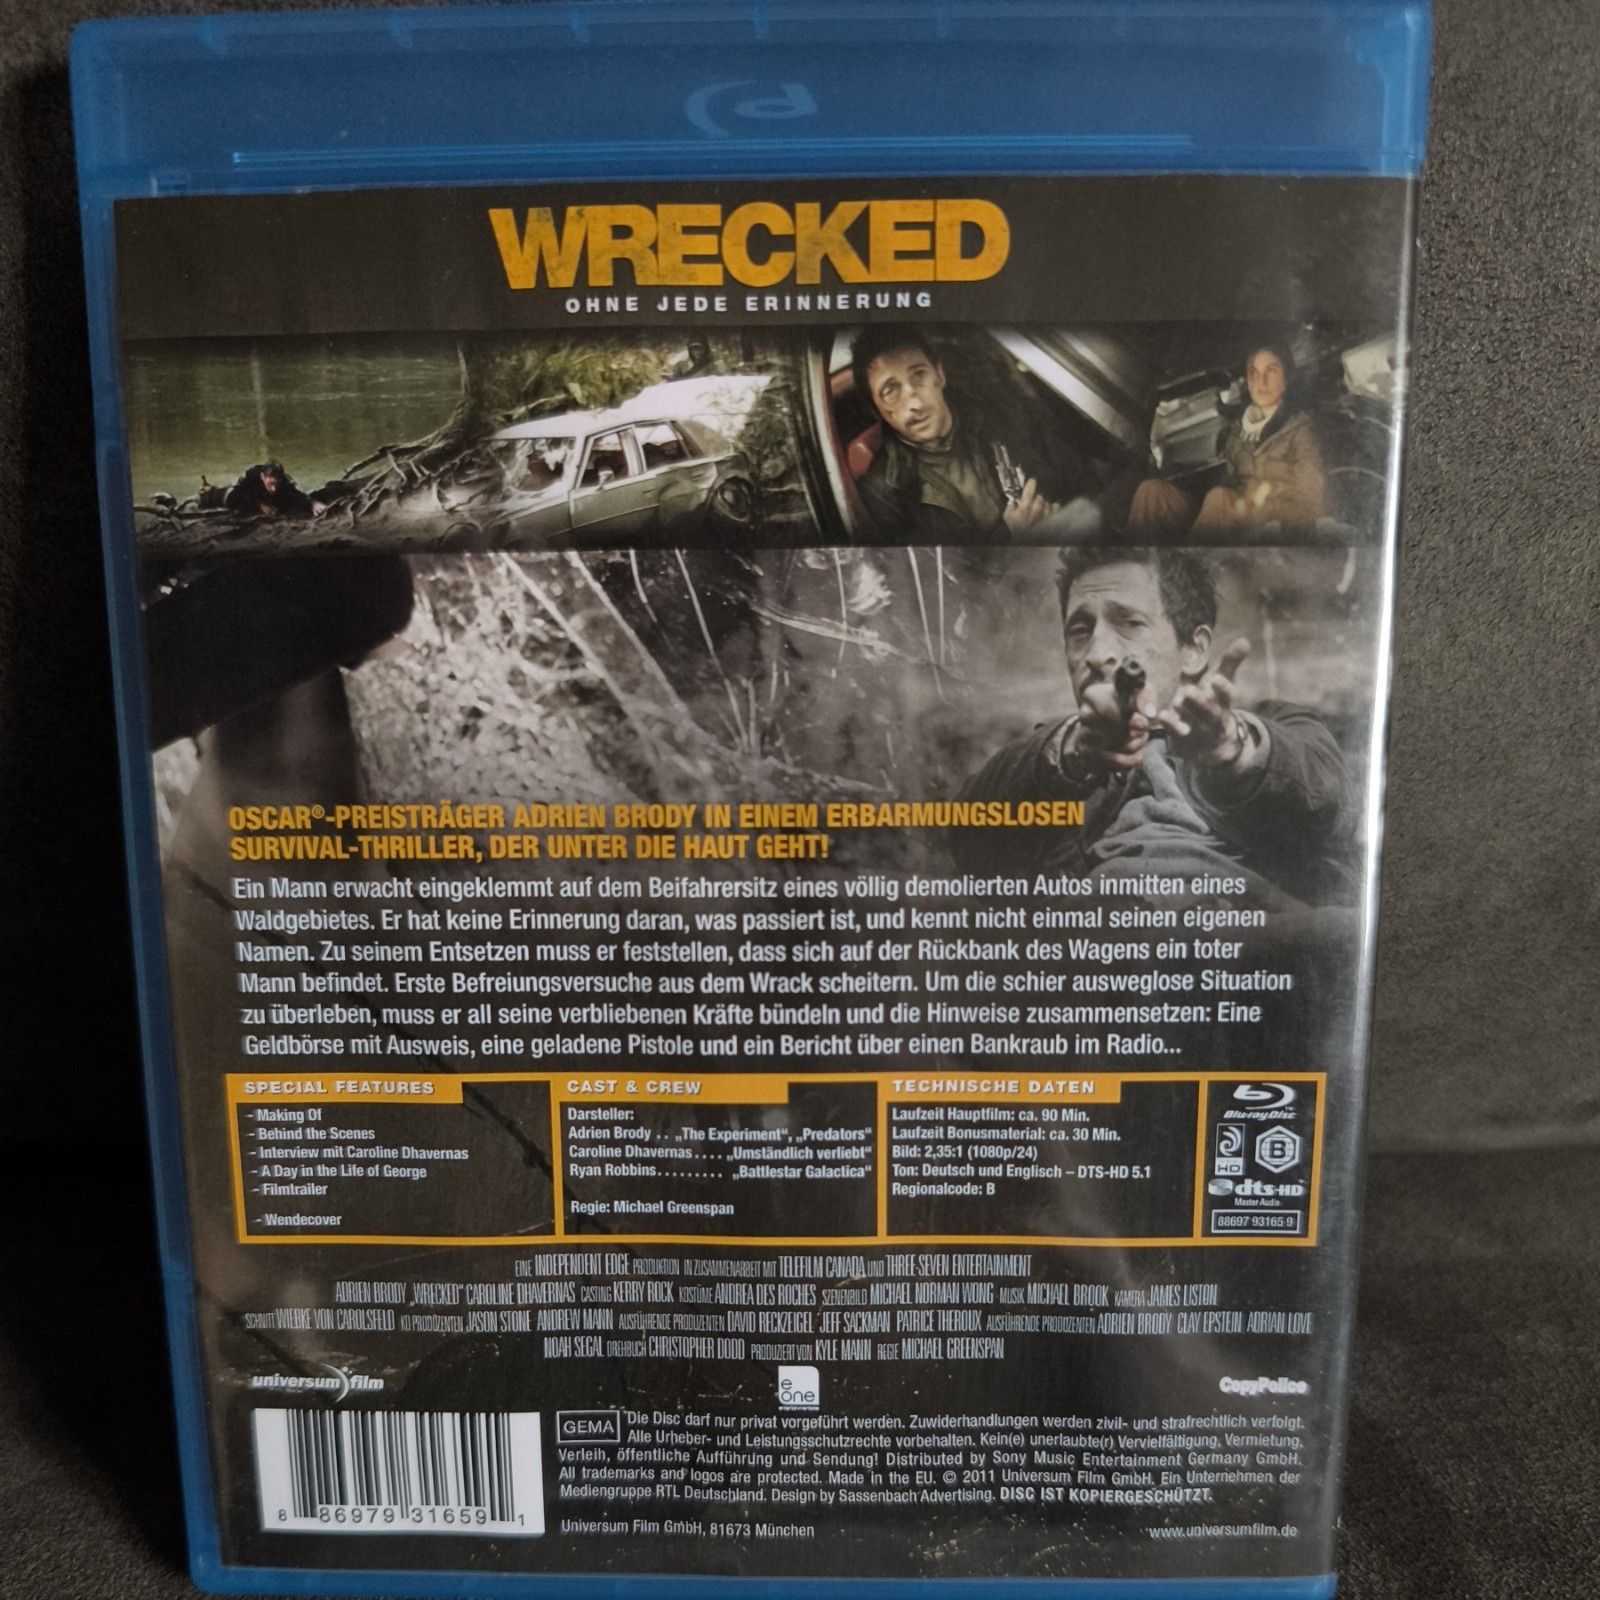 WRECKED
OHNE JEDE ERINNERUNG
OSCAR®-PREISTRÄGER ADRIEN BRODY IN EINEM ERBARMUNGSLOSEN
SURVIVAL-THRILLER, DER UNTER DIE HAUT GEHT!
Ein Mann erwacht eingeklemmt auf dem Beifahrersitz eines völlig demolierten Autos inmitten eines
Waldgebietes. Er hat keine Erinnerung daran, was passiert ist, und kennt nicht einmal seinen eigenen
Namen. Zu seinem Entsetzen muss er feststellen, dass sich auf der Rückbank des Wagens ein toter
Mann befindet. Erste Befreiungsversuche aus dem Wrack scheitern. Um die schier ausweglose Situation
zu überleben, muss er all seine verbliebenen Kräfte bündeln und die Hinweise zusammensetzen: Eine
Geldbörse mit Ausweis, eine geladene Pistole und ein Bericht über einen Bankraub im Radio...
SPECIAL FEATURES
- Making Of
- Behind the Scenes
- Interview mit Caroline Dhavernas
- A Day in the Life of George
- Filmtrailer
- Wendecover
CAST & CREW
Darsteller:
Adrien Brody . . „The Experiment“, „Predators“
Caroline Dhavernas.... „Umständlich verliebt“
Ryan Robbins......... „Battlestar Galactica“
Regie: Michael Greenspan
TECHNISCHE DATEN
Laufzeit Hauptfilm: ca. 90 Min.
Laufzeit Bonusmaterial: ca. 30 Min.
Bild: 2,35:1 (1080p/24)
Ton: Deutsch und Englisch – DTS-HD 5.1
Regionalcode: B
Blu-ray Disc™
HD
B
dts-HD
Master Audio
88697 93165 9
EINE INDEPENDENT EDGE PRODUKTION IN ZUSAMMENARBEIT MIT TELEFILM CANADA UND THREE-SEVEN ENTERTAINMENT
ADRIEN BRODY „WRECKED“ CAROLINE DHAVERNAS CASTING KERRY ROCK KOSTÜME ANDREA DES ROCHES SZENENBILD MICHAEL NORMAN WONG MUSIK MICHAEL BROOK KAMERA JAMES LISTON
SCHNITT WIEBKE VON CAROLSFELD KO PRODUZENTEN JASON STONE ANDREW MANN AUSFÜHRENDE PRODUZENTEN DAVID RECKZEIGEL JEFF SACKMAN PATRICE THEROUX AUSFÜHRENDE PRODUZENTEN ADRIEN BRODY CLAY EPSTEIN ADRIAN LOVE
NOAH SEGAL DREHBUCH CHRISTOPHER DODD PRODUZIERT VON KYLE MANN REGIE MICHAEL GREENSPAN
universum film
e one
CopyPolice
GEMA
Die Disc darf nur privat vorgeführt werden. Zuwiderhandlungen werden zivil- und strafrechtlich verfolgt.
Alle Urheber- und Leistungsschutzrechte vorbehalten. Kein(e) unerlaubte(r) Vervielfältigung, Vermietung,
Verleih, öffentliche Aufführung und Sendung! Distributed by Sony Music Entertainment Germany GmbH.
All trademarks and logos are protected. Made in the EU. © 2011 Universum Film GmbH. Ein Unternehmen der
Mediengruppe RTL Deutschland. Design by Sassenbach Advertising. DISC IST KOPIERGESCHÜTZT.
8 86979 31659 1
Universum Film GmbH, 81673 München
www.universumfilm.de